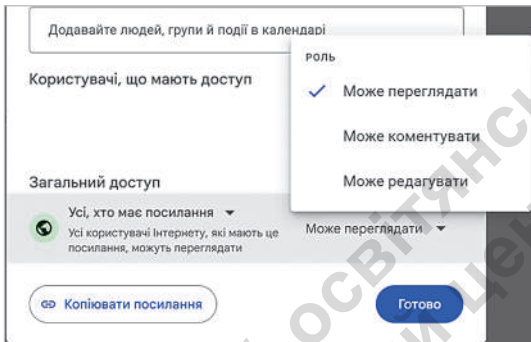 Додавайте людей, групи й події в календарі
РОЛЬ
Може переглядати
Може коментувати
Може редагувати
Користувачі, що мають доступ
Загальний доступ
Усі, хто має посилання
Усі користувачі Інтернету, які мають це
посилання, можуть переглядати
Може переглядати
Копіювати посилання
Готово